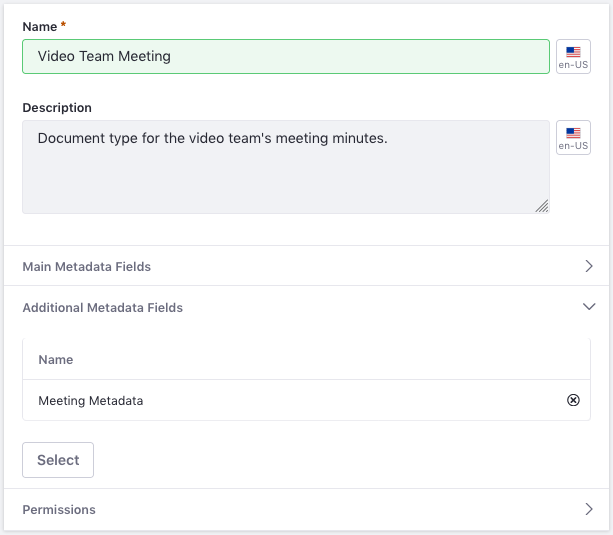 Name *
Video Team Meeting
en-US
Description
Document type for the video team's meeting minutes.
en-US
Main Metadata Fields
Additional Metadata Fields
Name
Meeting Metadata
Select
Permissions